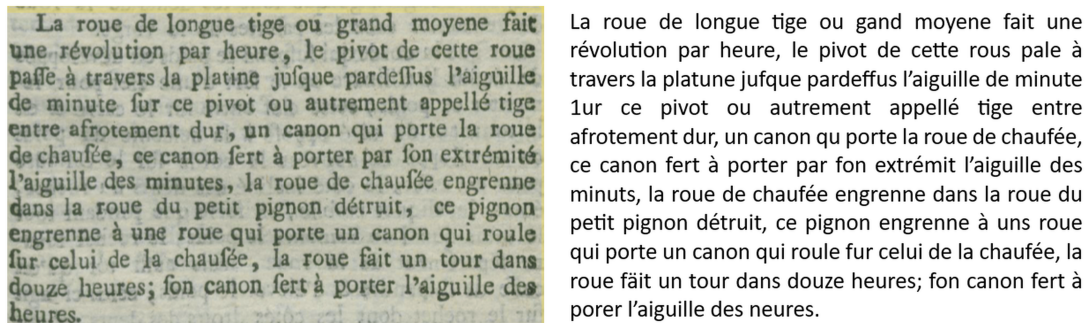 La roue de longue tige ou grand moyene fait
une révolution par heure, le pivot de cette roue
paſſe à travers la platine juſque pardeſſus l'aiguille
de minute ſur ce pivot ou autrement appellé tige
entre afrotement dur, un canon qui porte la roue
de chauſée, ce canon ſert à porter par ſon extrémité
l'aiguille des minutes, la roue de chauſée engrenne
dans la roue du petit pignon détruit, ce pignon
engrenne à une roue qui porte un canon qui roule
ſur celui de la chauſée, la roue fait un tour dans
douze heures; ſon canon ſert à porter l'aiguille des
heures.
La roue de longue tige ou gand moyene fait une
révolution par heure, le pivot de cette rous pale à
travers la platune jufque pardeffus l'aiguille de minute
1ur ce pivot ou autrement appellé tige entre
afrotement dur, un canon qu porte la roue de chaufée,
ce canon fert à porter par fon extrémit l'aiguille des
minuts, la roue de chaufée engrenne dans la roue du
petit pignon détruit, ce pignon engrenne à uns roue
qui porte un canon qui roule fur celui de la chaufée, la
roue fäit un tour dans douze heures; fon canon fert à
porer l'aiguille des neures.